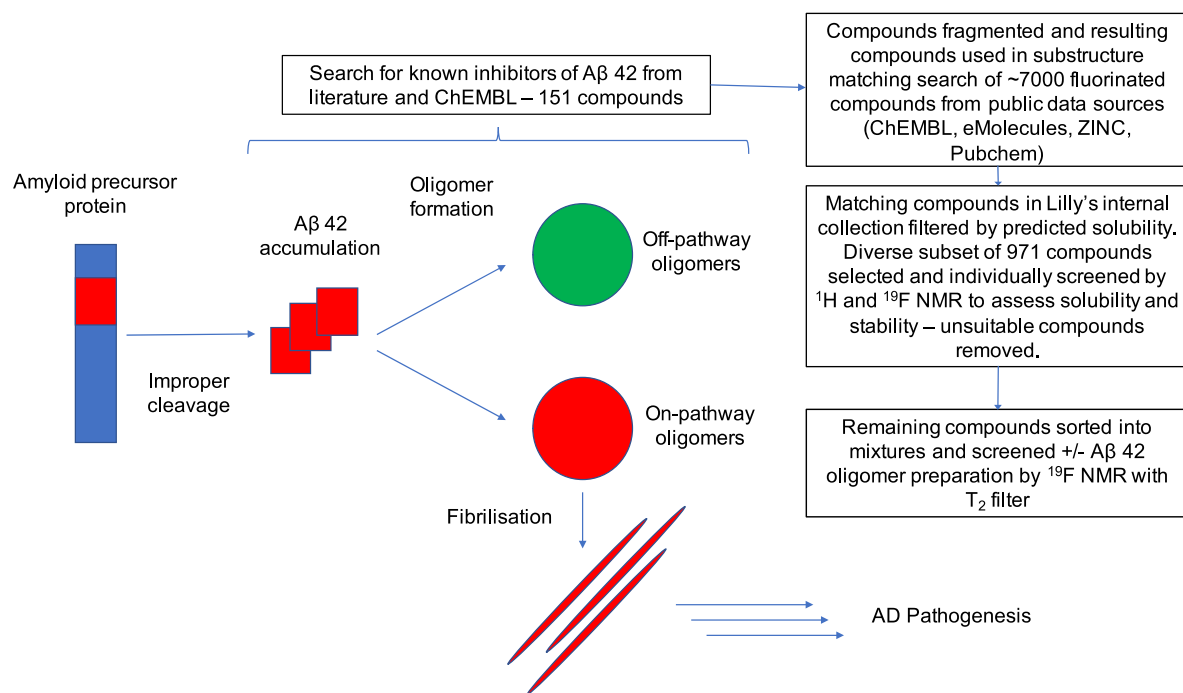 Search for known inhibitors of Aβ 42 from
literature and ChEMBL – 151 compounds
Compounds fragmented and resulting
compounds used in substructure
matching search of ~7000 fluorinated
compounds from public data sources
(ChEMBL, eMolecules, ZINC,
Pubchem)
Matching compounds in Lilly's internal
collection filtered by predicted solubility.
Diverse subset of 971 compounds
selected and individually screened by
¹H and ¹⁹F NMR to assess solubility and
stability – unsuitable compounds
removed.
Remaining compounds sorted into
mixtures and screened +/- Aβ 42
oligomer preparation by ¹⁹F NMR with
T₂ filter
Amyloid precursor
protein
Improper
cleavage
Aβ 42
accumulation
Oligomer
formation
Off-pathway
oligomers
On-pathway
oligomers
Fibrilisation
AD Pathogenesis